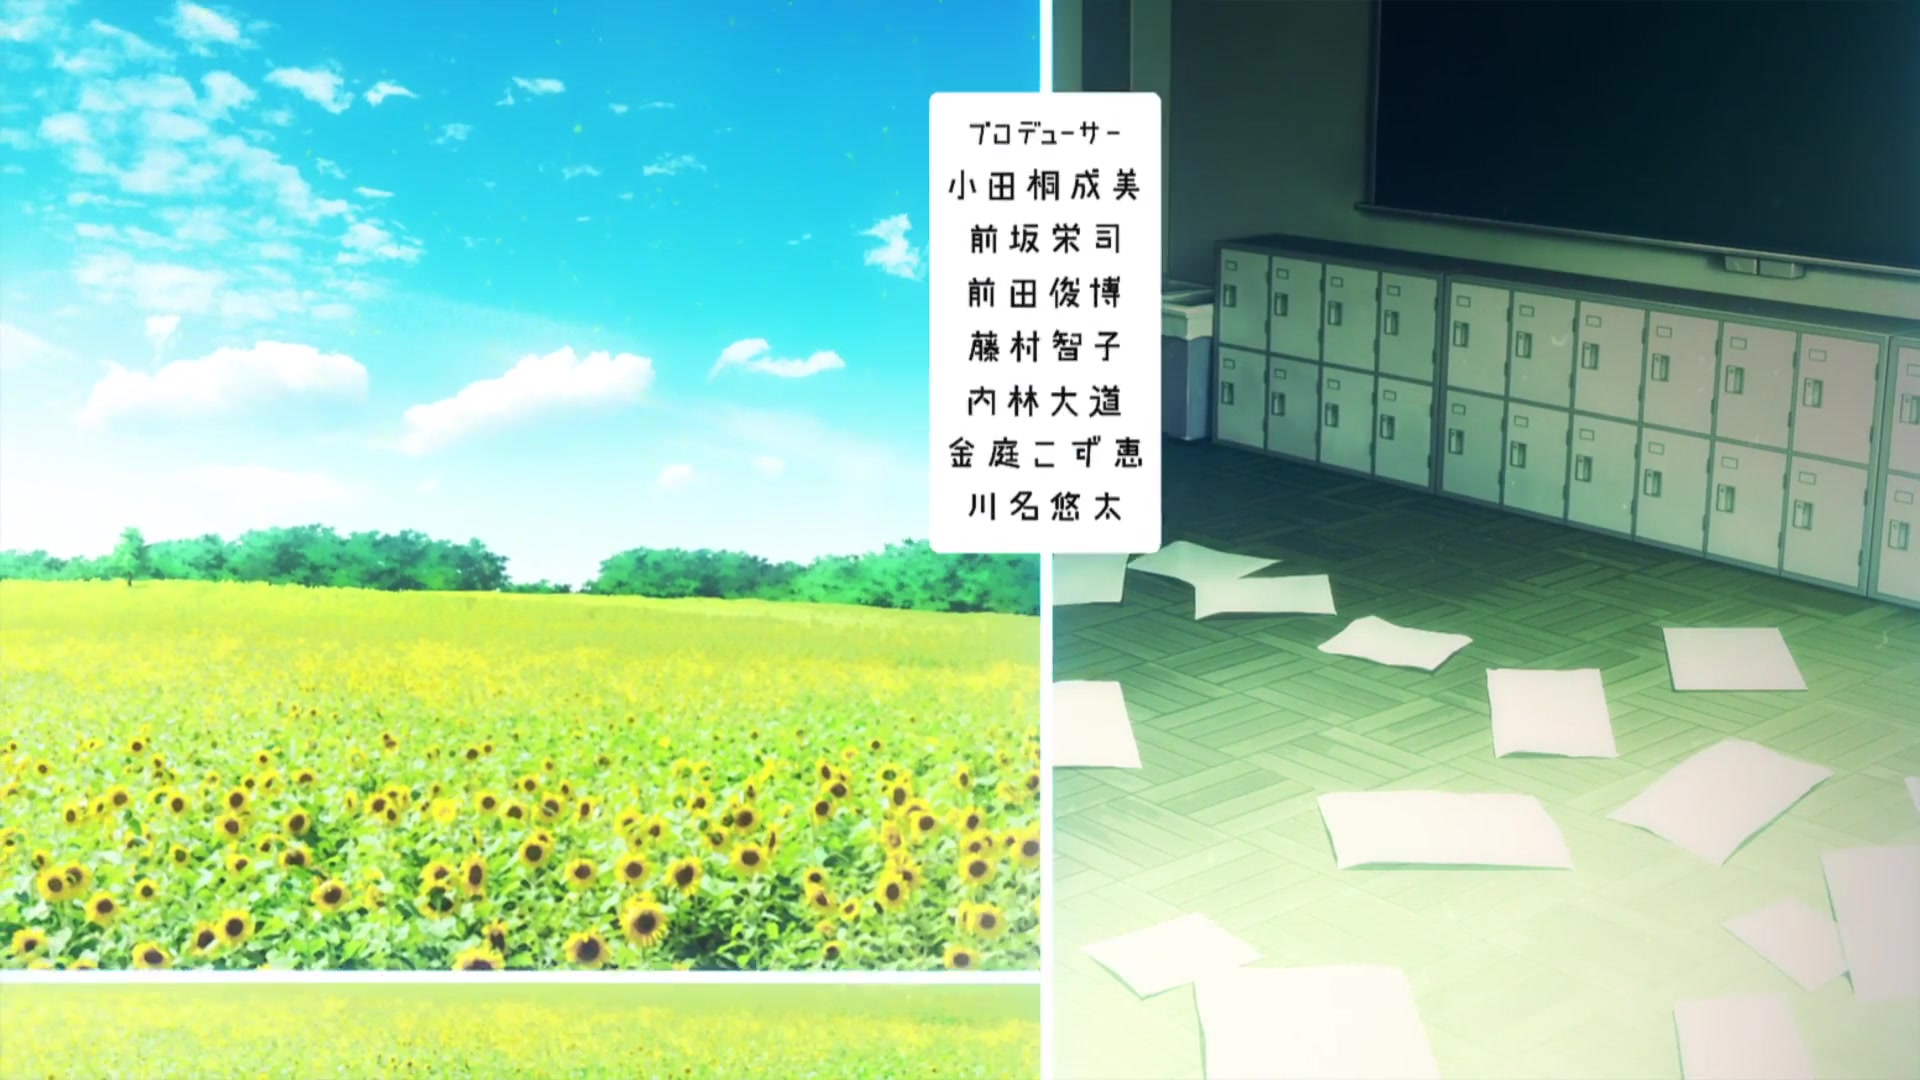 プロデューサー
小田桐成美
前坂栄司
前田俊博
藤村智子
内林大道
金庭こず恵
川名悠太